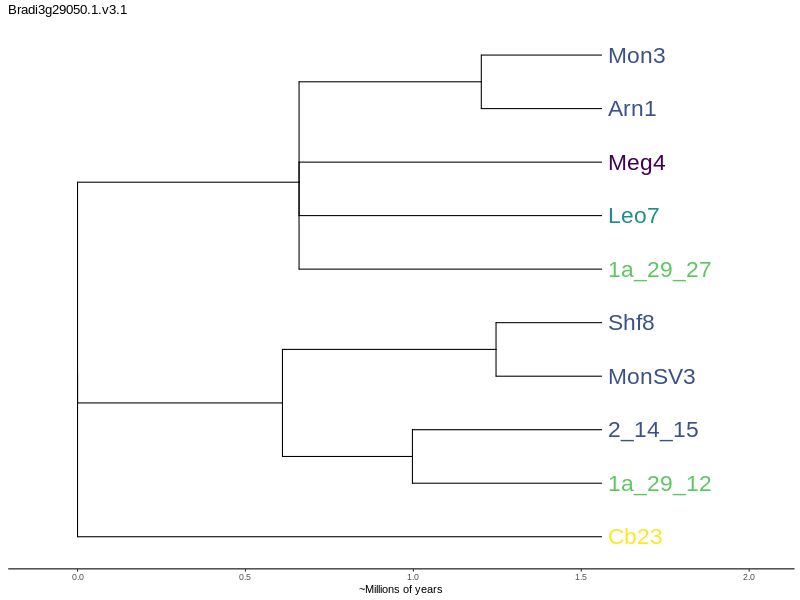 Bradi3g29050.1.v3.1
Mon3
Arn1
Meg4
Leo7
1a_29_27
Shf8
MonSV3
2_14_15
1a_29_12
Cb23
0.0 0.5 1.0 1.5 2.0
~Millions of years